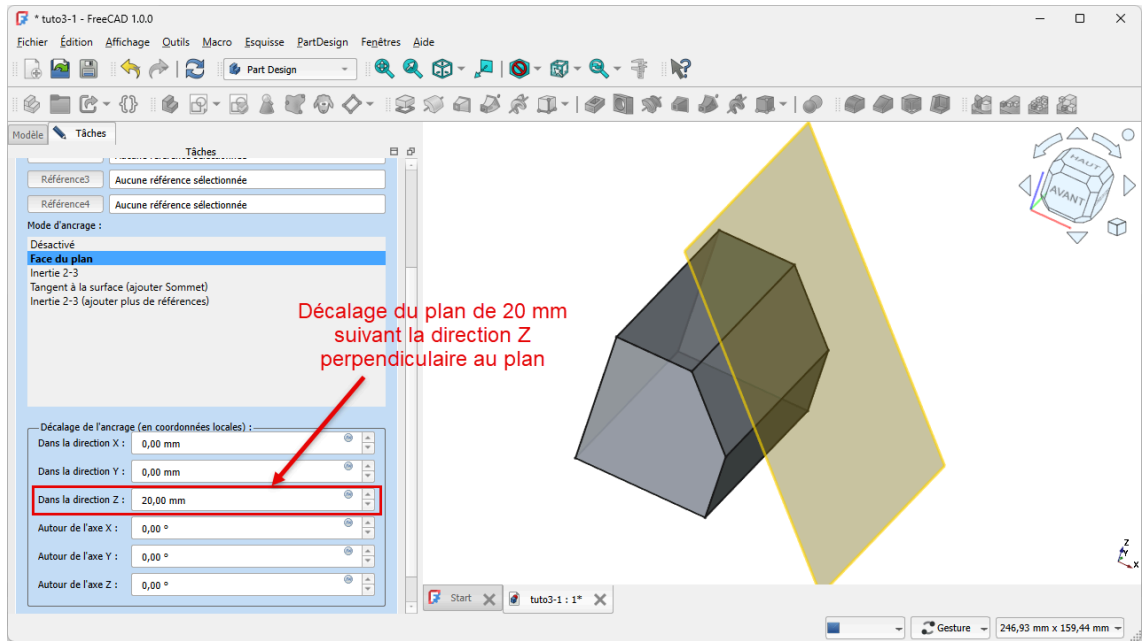 * tuto3-1 - FreeCAD 1.0.0
Fichier Édition Affichage Outils Macro Esquisse PartDesign Fenêtres Aide
Part Design
Modèle Tâches
Tâches
Référence3 Aucune référence sélectionnée
Référence4 Aucune référence sélectionnée
Mode d'ancrage :
Désactivé
Face du plan
Inertie 2-3
Tangent à la surface (ajouter Sommet)
Inertie 2-3 (ajouter plus de références)
Décalage du plan de 20 mm
suivant la direction Z
perpendiculaire au plan
Décalage de l'ancrage (en coordonnées locales) :
Dans la direction X : 0,00 mm
Dans la direction Y : 0,00 mm
Dans la direction Z : 20,00 mm
Autour de l'axe X : 0,00 °
Autour de l'axe Y : 0,00 °
Autour de l'axe Z : 0,00 °
HAUT
AVANT
Z
Y
X
Start tuto3-1 : 1*
Gesture 246,93 mm x 159,44 mm